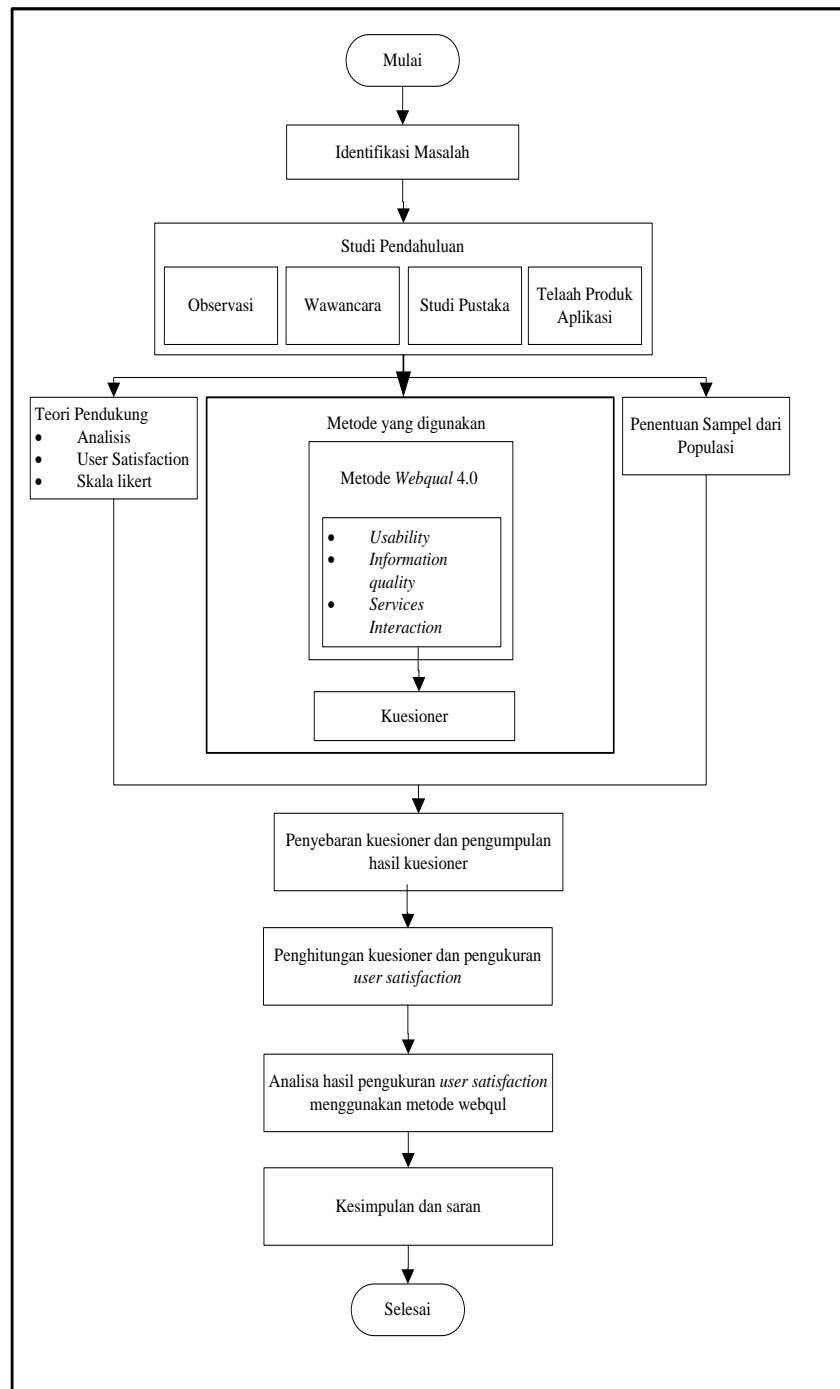 Mulai
Identifikasi Masalah
Studi Pendahuluan
Observasi
Wawancara
Studi Pustaka
Telaah Produk
Aplikasi
Teori Pendukung
• Analisis
• User Satisfaction
• Skala likert
Metode yang digunakan
Metode Webqual 4.0
• Usability
• Information
quality
• Services
Interaction
Kuesioner
Penentuan Sampel dari
Populasi
Penyebaran kuesioner dan pengumpulan
hasil kuesioner
Penghitungan kuesioner dan pengukuran
user satisfaction
Analisa hasil pengukuran user satisfaction
menggunakan metode webqul
Kesimpulan dan saran
Selesai